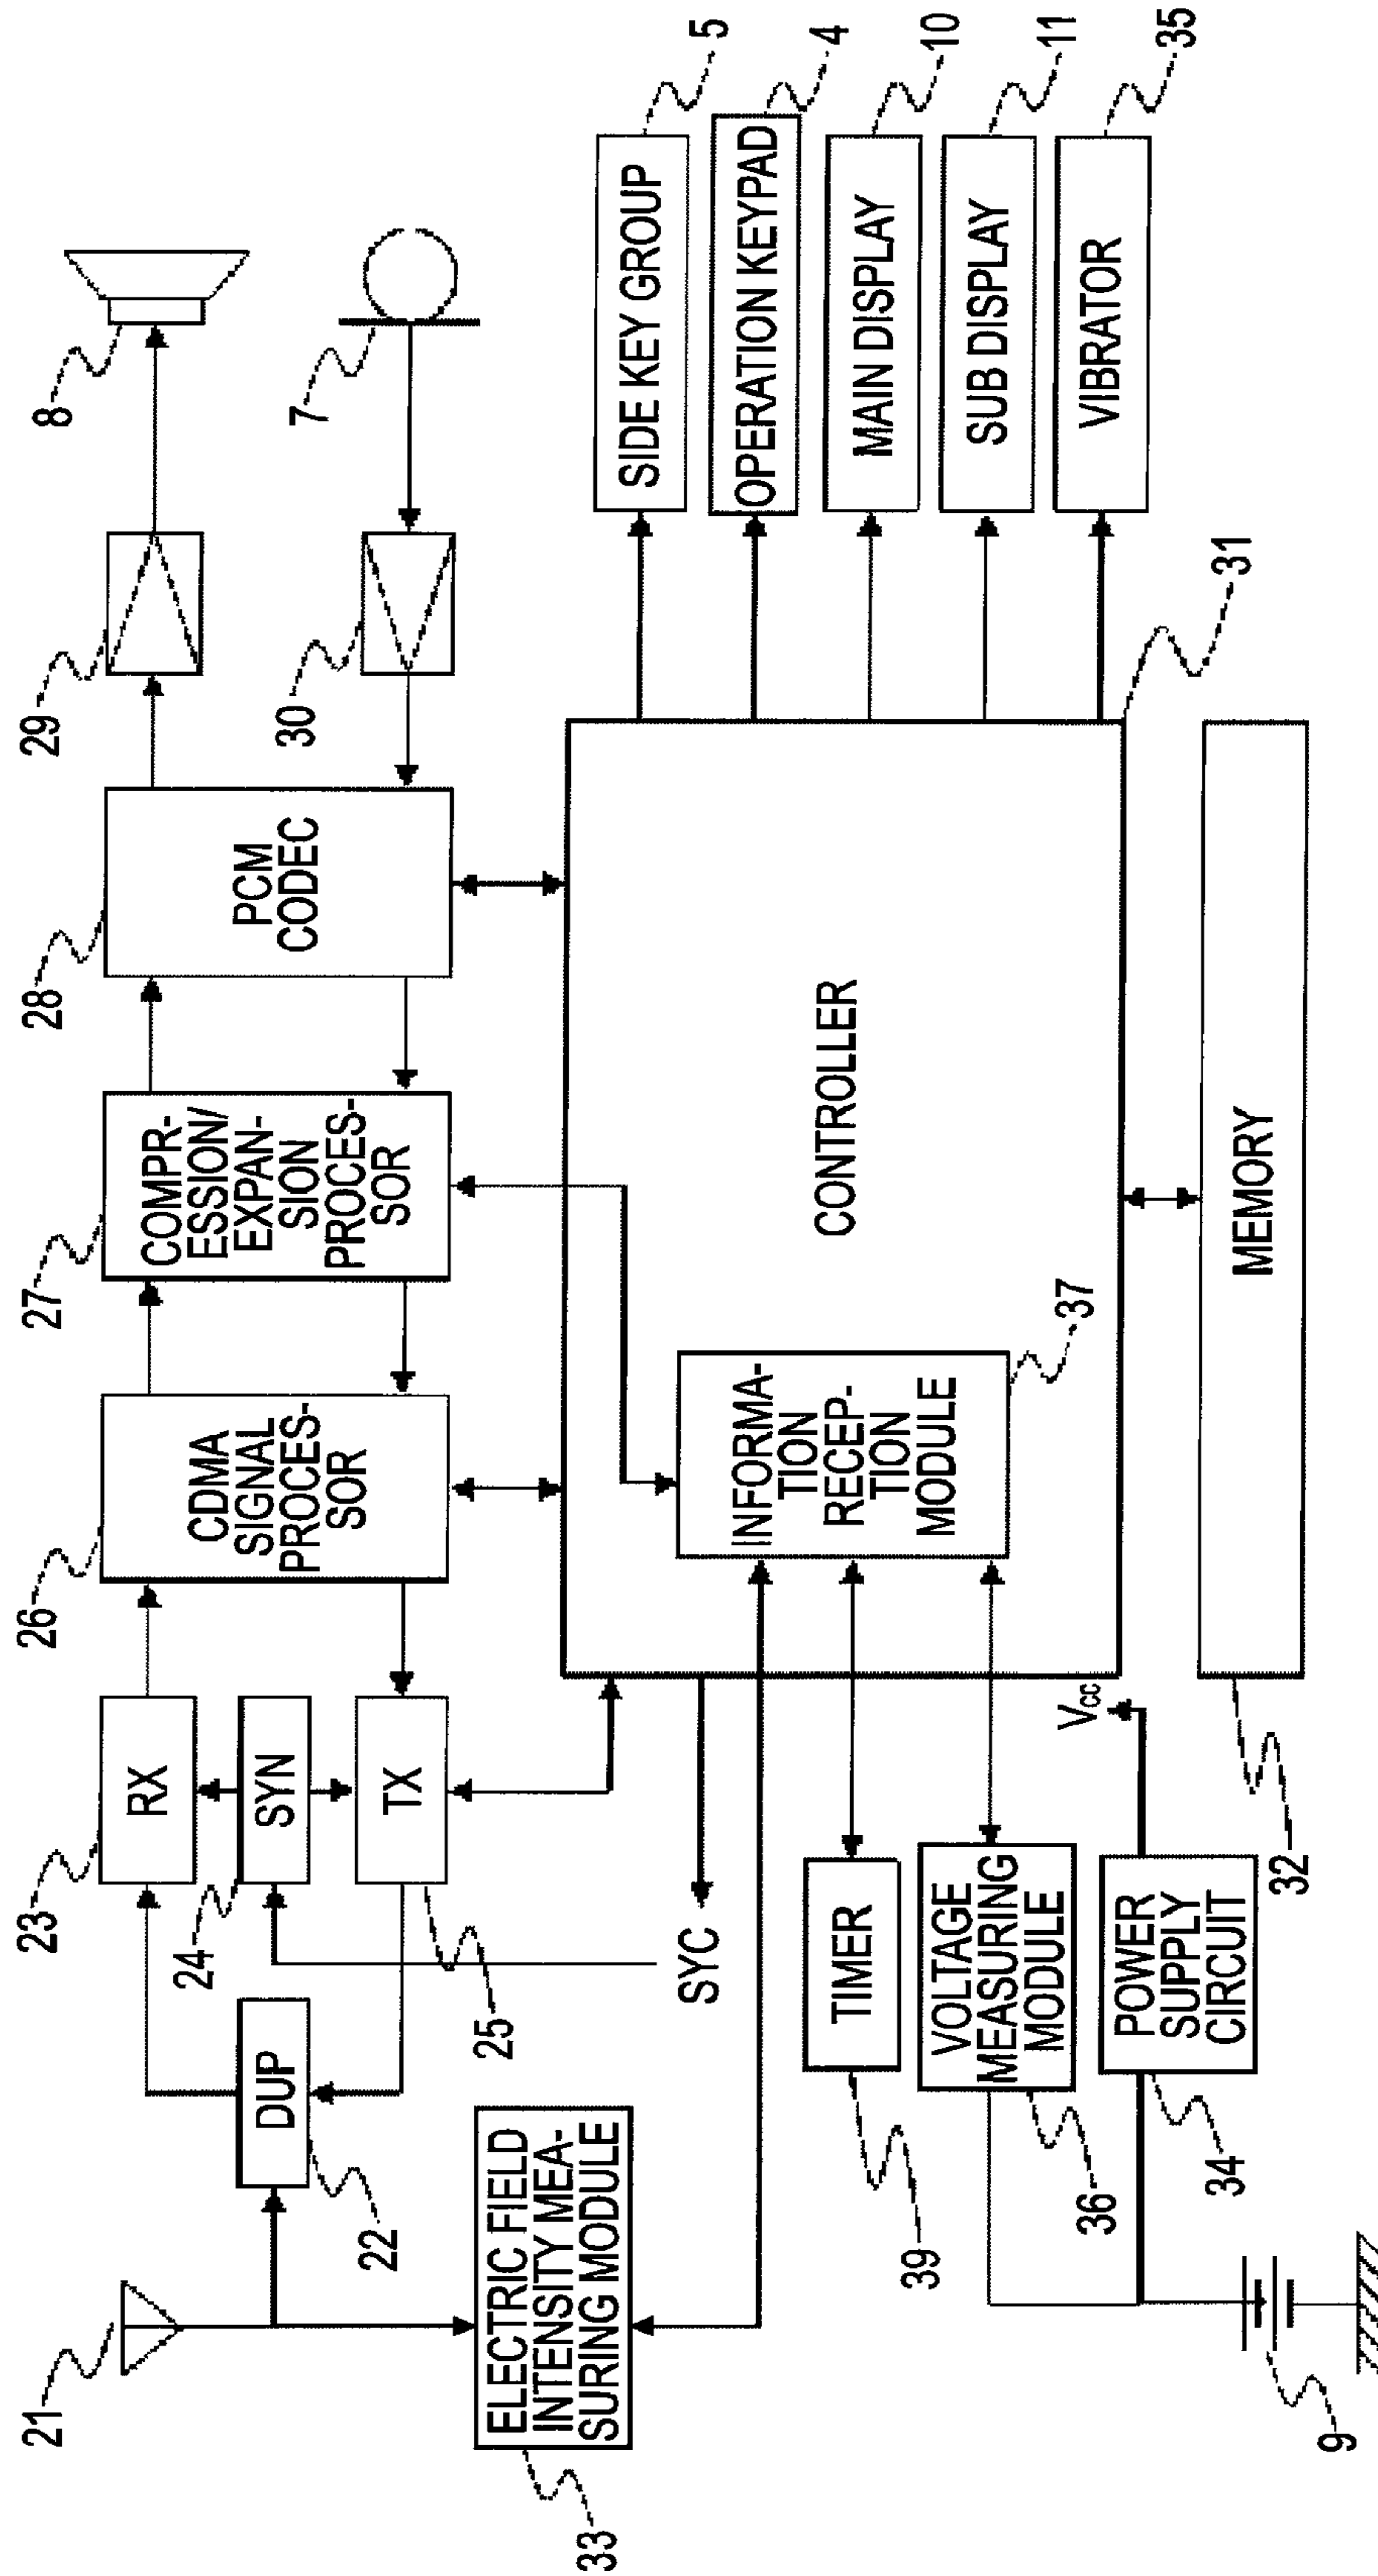 21
22
DUP
23
RX
24
SYN
TX
25
26
CDMA
SIGNAL
PROCES-
SOR
27
COMPR-
ESSION/
EXPAN-
SION
PROCES-
SOR
28
PCM
CODEC
29
8
30
7
33
ELECTRIC FIELD
INTENSITY MEA-
SURING MODULE
SYC
CONTROLLER
31
INFORMA-
TION
RECEP-
TION
MODULE
37
SIDE KEY GROUP
5
OPERATION KEYPAD
4
MAIN DISPLAY
10
SUB DISPLAY
11
VIBRATOR
35
TIMER
39
VOLTAGE
MEASURING
MODULE
36
POWER
SUPPLY
CIRCUIT
34
Vcc
9
MEMORY
32